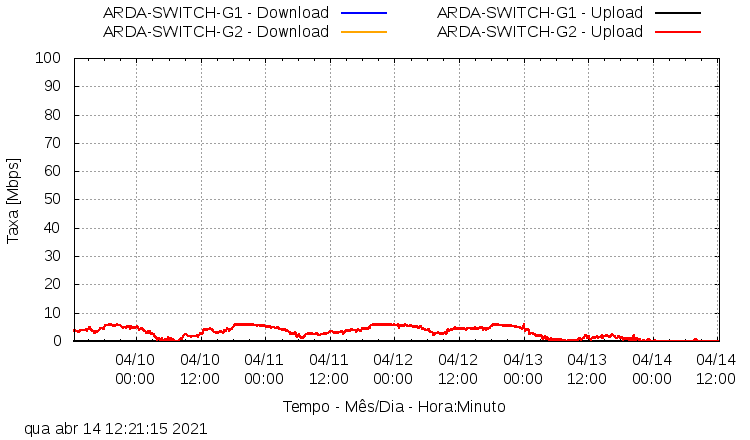 ARDA-SWITCH-G1 - Download ARDA-SWITCH-G1 - Upload
ARDA-SWITCH-G2 - Download ARDA-SWITCH-G2 - Upload
100
90
80
70
60
50
40
30
20
10
0
Taxa [Mbps]
04/10 04/10 04/11 04/11 04/12 04/12 04/13 04/13 04/14 04/14
00:00 12:00 00:00 12:00 00:00 12:00 00:00 12:00 00:00 12:00
Tempo - Mês/Dia - Hora:Minuto
qua abr 14 12:21:15 2021